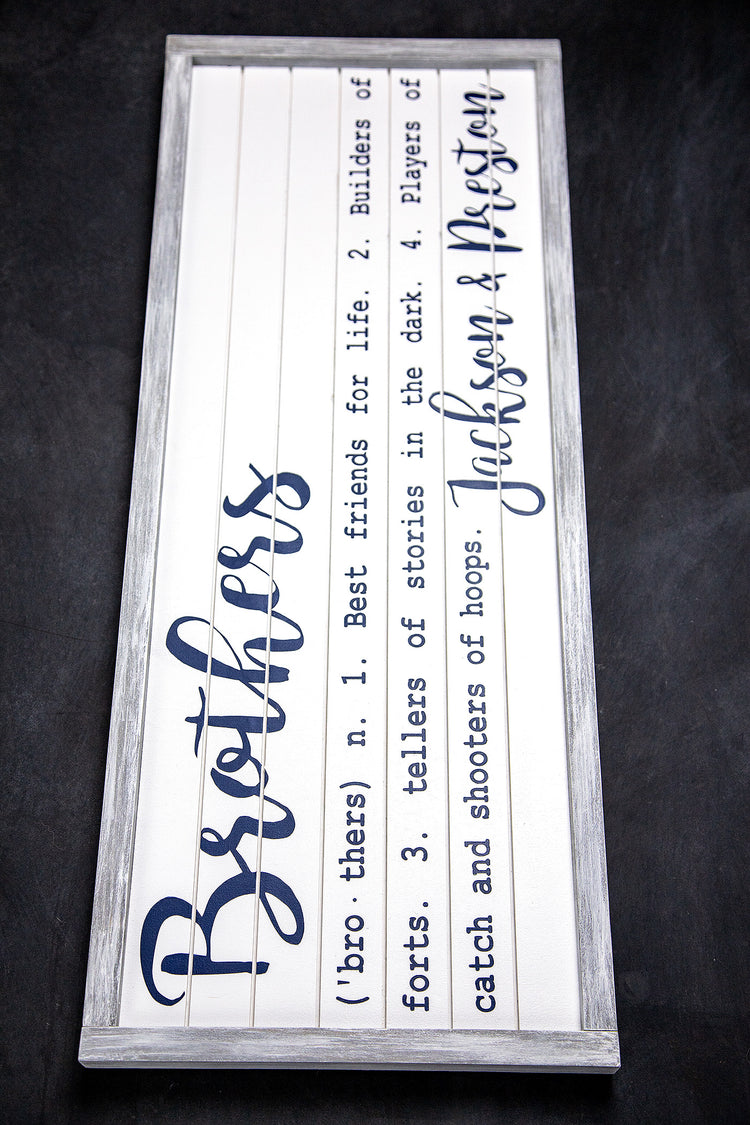 Brothers
('bro·thers) n. 1. Best friends for life. 2. Builders of
forts. 3. tellers of stories in the dark. 4. Players of
catch and shooters of hoops.
Jackson & Preston